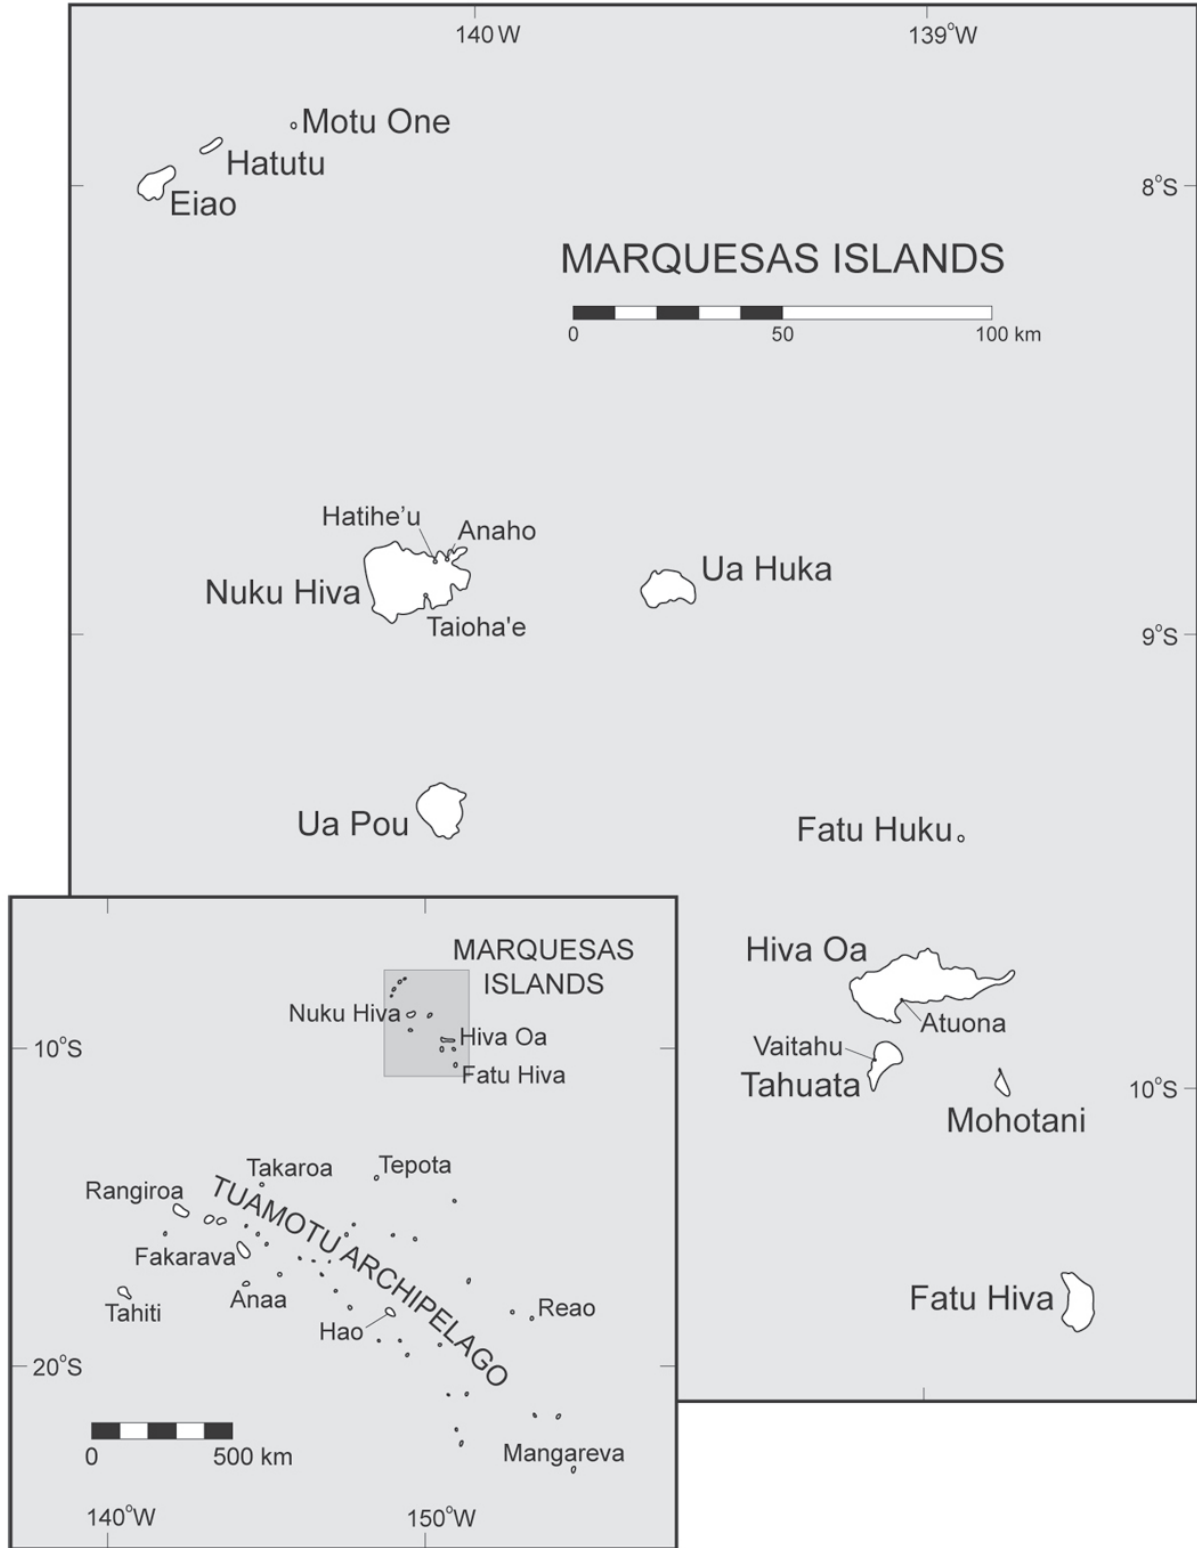 140 W
139°W
Motu One
Hatutu
Eiao
8°S
MARQUESAS ISLANDS
0 50 100 km
Hatihe’u
Anaho
Nuku Hiva
Ua Huka
Taioha'e
9°S
Ua Pou
Fatu Huku
Hiva Oa
Atuona
Vaitahu
Tahuata
10°S
Mohotani
Fatu Hiva
MARQUESAS
ISLANDS
Nuku Hiva
Hiva Oa
10°S
Fatu Hiva
Takaroa
Tepota
Rangiroa
TUAMOTU ARCHIPELAGO
Fakarava
Anaa
Tahiti
Hao
Reao
20°S
0 500 km
Mangareva
140°W
150°W